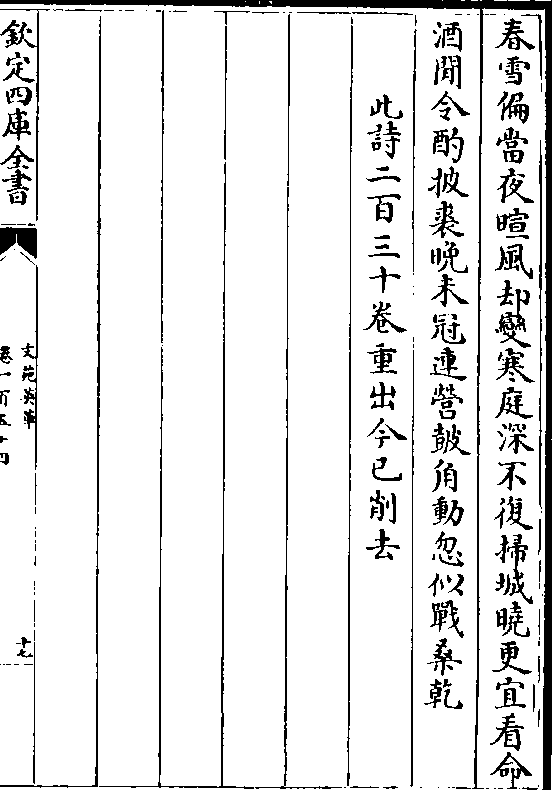 春雪偏當夜暄風却變寒庭深不復掃城曉更宜看命
酒閒令酌披裘晚未冠連營鼓角動忽似戰桑乾
此詩二百三十卷重出今已削去
欽定四庫全書
文苑英華
卷一百五十四
十七